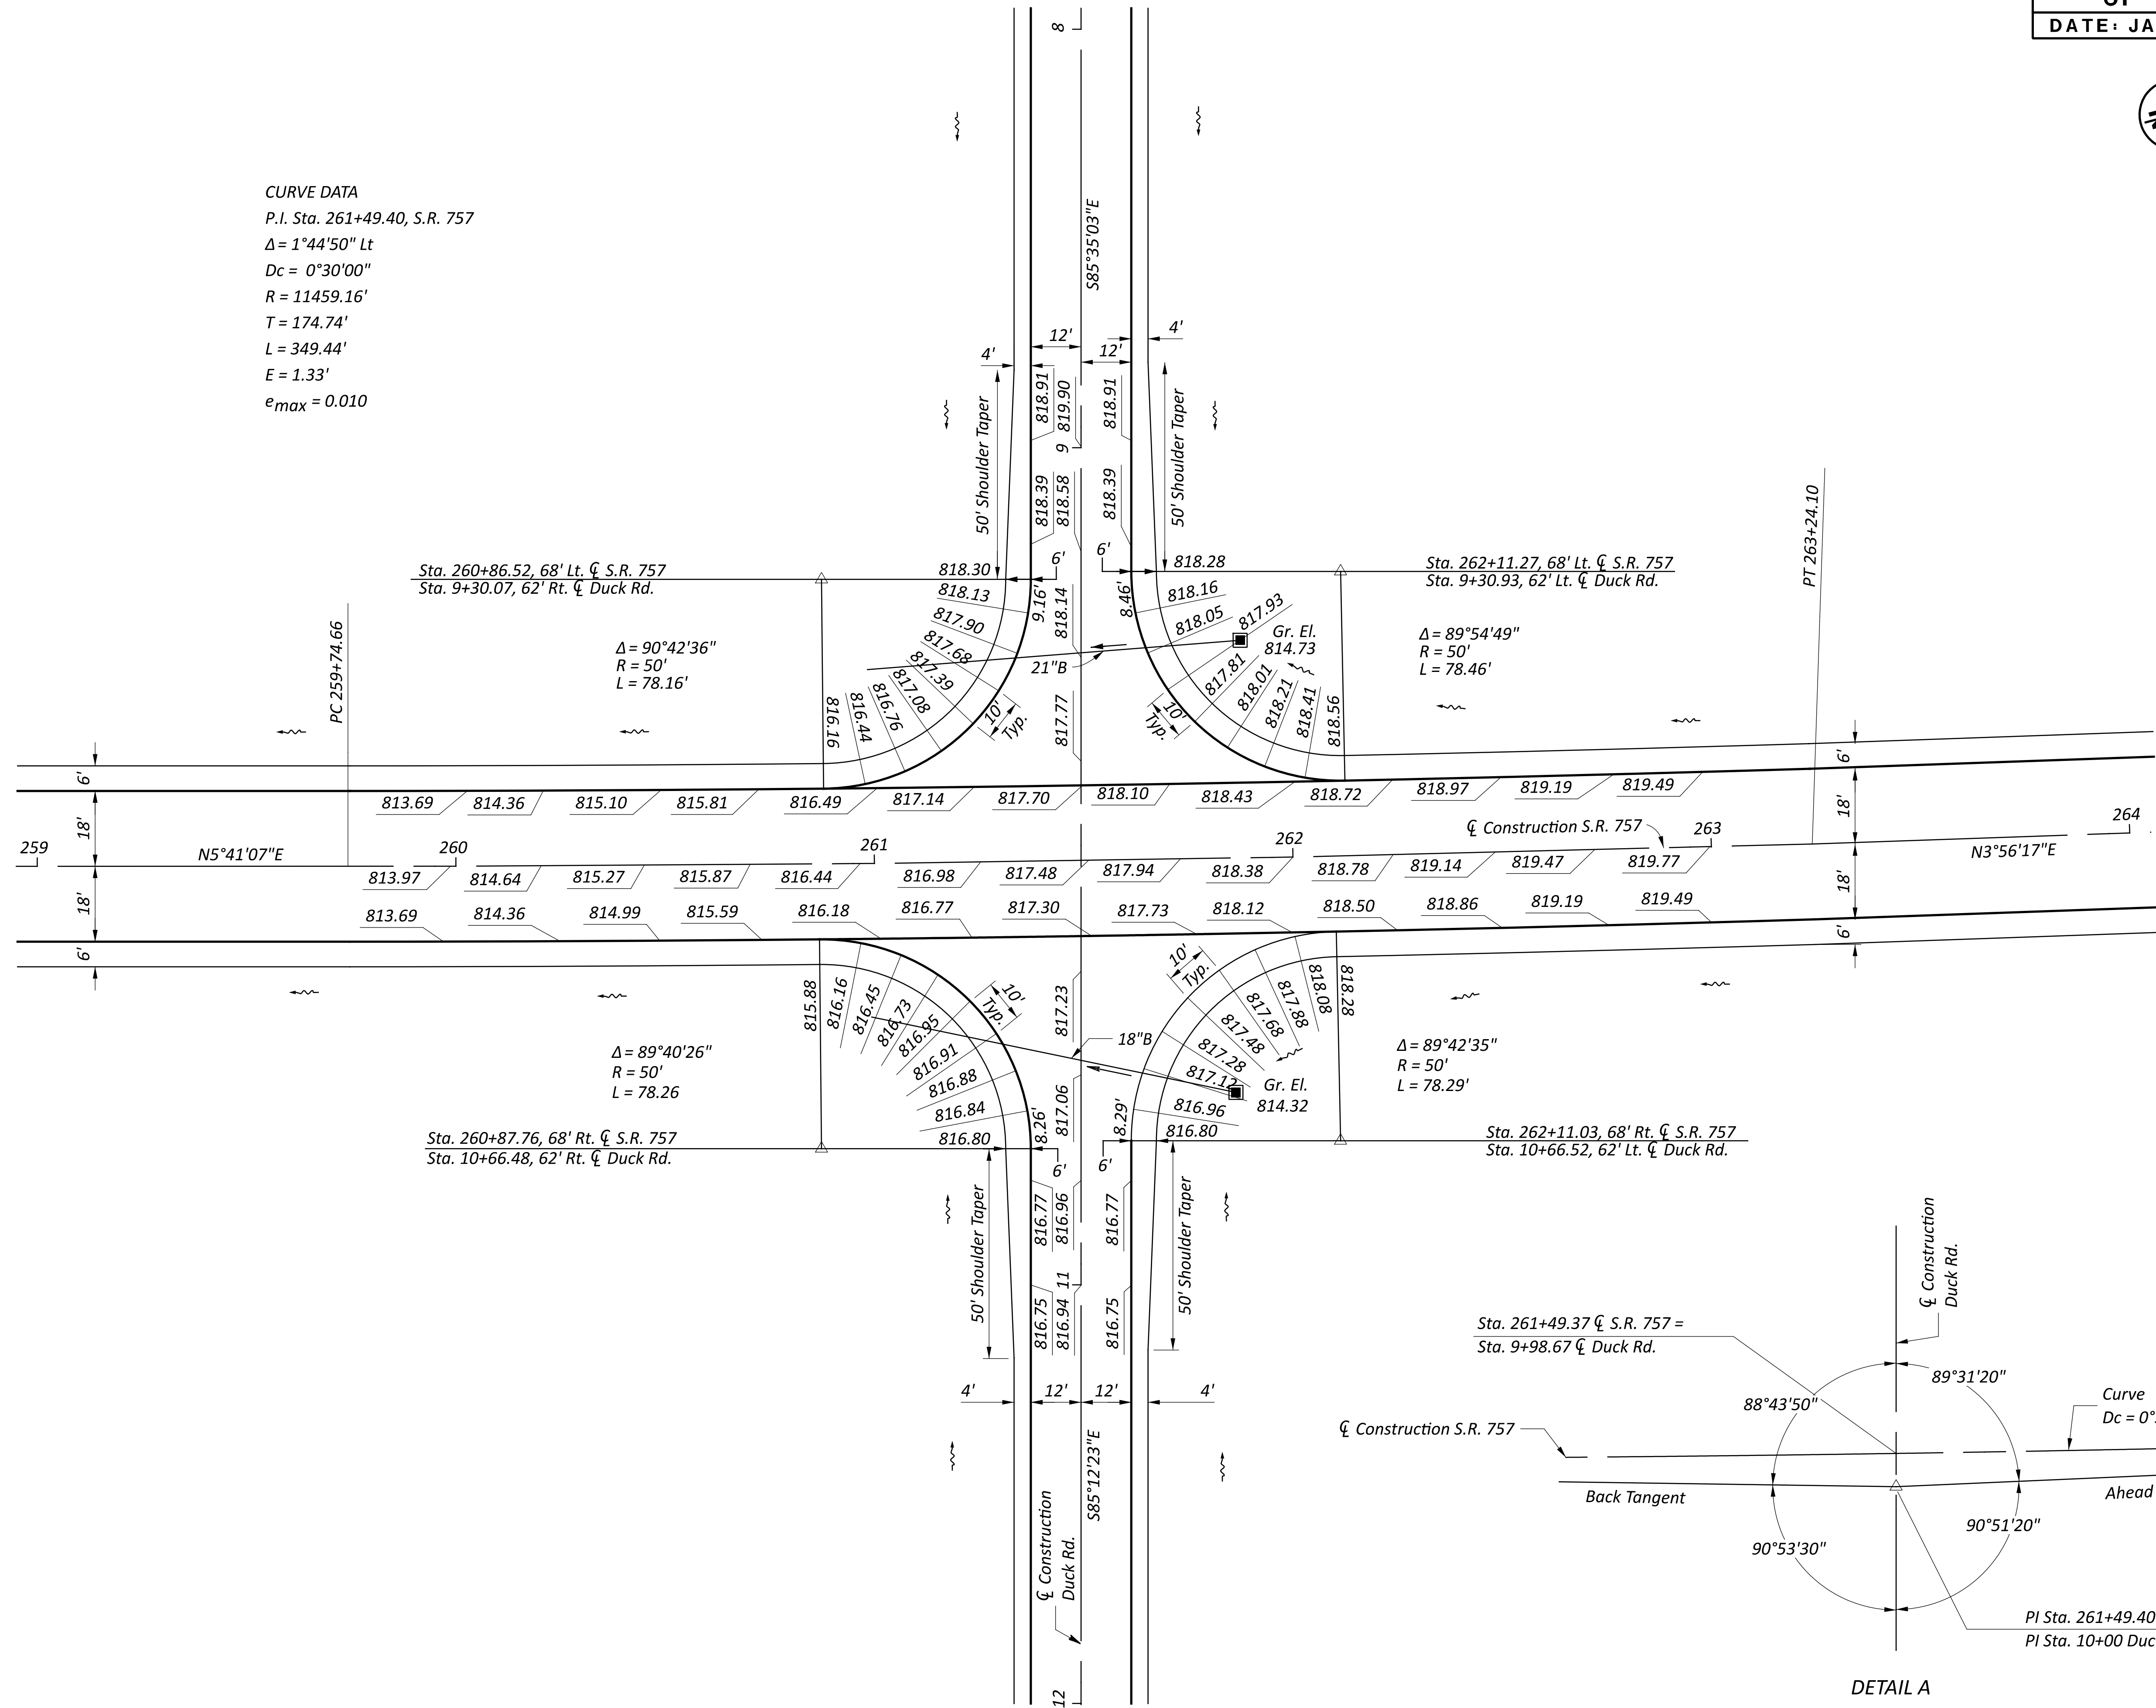 OF
DATE: JA
CURVE DATA
P.I. Sta. 261+49.40, S.R. 757
Δ = 1°44'50" Lt
Dc = 0°30'00"
R = 11459.16'
T = 174.74'
L = 349.44'
E = 1.33'
emax = 0.010
8
S85°35'03"E
12'
12'
4'
4'
818.91
819.90
818.91
9
50' Shoulder Taper
50' Shoulder Taper
818.39
818.58
818.39
Sta. 260+86.52, 68' Lt. ℄ S.R. 757
Sta. 9+30.07, 62' Rt. ℄ Duck Rd.
Sta. 262+11.27, 68' Lt. ℄ S.R. 757
Sta. 9+30.93, 62' Lt. ℄ Duck Rd.
6'
6'
818.30
818.13
817.90
817.68
817.39
817.08
816.76
816.44
816.16
9.16'
818.14
8.46'
818.28
818.16
818.05
817.93
817.81
818.01
818.21
818.41
818.56
Gr. El.
814.73
21"B
10'
Typ.
10'
Typ.
817.77
Δ = 90°42'36"
R = 50'
L = 78.16'
Δ = 89°54'49"
R = 50'
L = 78.46'
PC 259+74.66
PT 263+24.10
6'
18'
18'
6'
6'
18'
18'
6'
813.69 814.36 815.10 815.81 816.49 817.14 817.70 818.10 818.43 818.72 818.97 819.19 819.49
℄ Construction S.R. 757
259 260 261 262 263 264
N5°41'07"E
N3°56'17"E
813.97 814.64 815.27 815.87 816.44 816.98 817.48 817.94 818.38 818.78 819.14 819.47 819.77
813.69 814.36 814.99 815.59 816.18 816.77 817.30 817.73 818.12 818.50 818.86 819.19 819.49
815.88
816.16
816.45
816.73
816.95
816.91
816.88
816.84
816.80
10'
Typ.
817.23
18"B
10'
Typ.
818.28
818.08
817.88
817.68
817.48
817.28
817.12
816.96
816.80
Gr. El.
814.32
Δ = 89°40'26"
R = 50'
L = 78.26
Δ = 89°42'35"
R = 50'
L = 78.29'
8.26'
817.06
8.29'
Sta. 260+87.76, 68' Rt. ℄ S.R. 757
Sta. 10+66.48, 62' Rt. ℄ Duck Rd.
Sta. 262+11.03, 68' Rt. ℄ S.R. 757
Sta. 10+66.52, 62' Lt. ℄ Duck Rd.
6'
6'
816.77
816.96
816.77
50' Shoulder Taper
50' Shoulder Taper
11
816.75
816.94
816.75
4'
12'
12'
4'
S85°12'23"E
℄ Construction
Duck Rd.
12
℄ Construction
Duck Rd.
Sta. 261+49.37 ℄ S.R. 757 =
Sta. 9+98.67 ℄ Duck Rd.
89°31'20"
88°43'50"
Curve
Dc = 0°
℄ Construction S.R. 757
Back Tangent
Ahead
90°51'20"
90°53'30"
PI Sta. 261+49.40
PI Sta. 10+00 Duc
DETAIL A